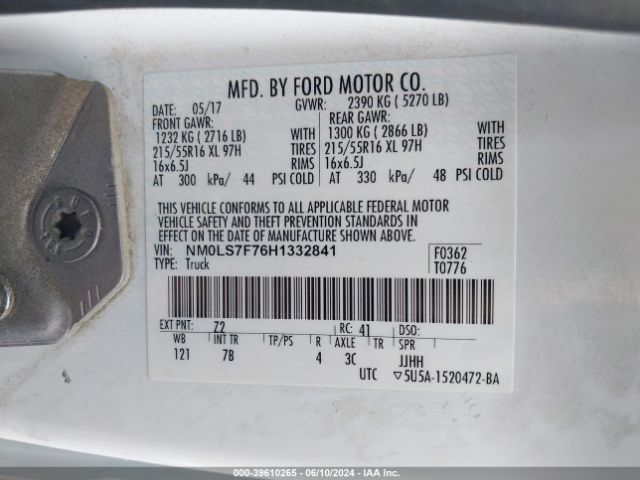 MFD. BY FORD MOTOR CO.
DATE: 05/17 GVWR: 2390 KG ( 5270 LB)
FRONT GAWR: REAR GAWR:
1232 KG ( 2716 LB) WITH 1300 KG ( 2866 LB) WITH
215/55R16 XL 97H TIRES 215/55R16 XL 97H TIRES
16x6.5J RIMS 16x6.5J RIMS
AT 300 kPa/ 44 PSI COLD AT 330 kPa/ 48 PSI COLD
THIS VEHICLE CONFORMS TO ALL APPLICABLE FEDERAL MOTOR
VEHICLE SAFETY AND THEFT PREVENTION STANDARDS IN
EFFECT ON THE DATE OF MANUFACTURE SHOWN ABOVE.
VIN: NM0LS7F76H1332841 F0362
TYPE: Truck T0776
EXT PNT: Z2 RC: 41 DSO:
WB INT TR TP/PS R AXLE TR SPR
121 7B 4 3C JJHH
UTC ▽5U5A-1520472-BA
000-39610265 - 06/10/2024 - IAA Inc.